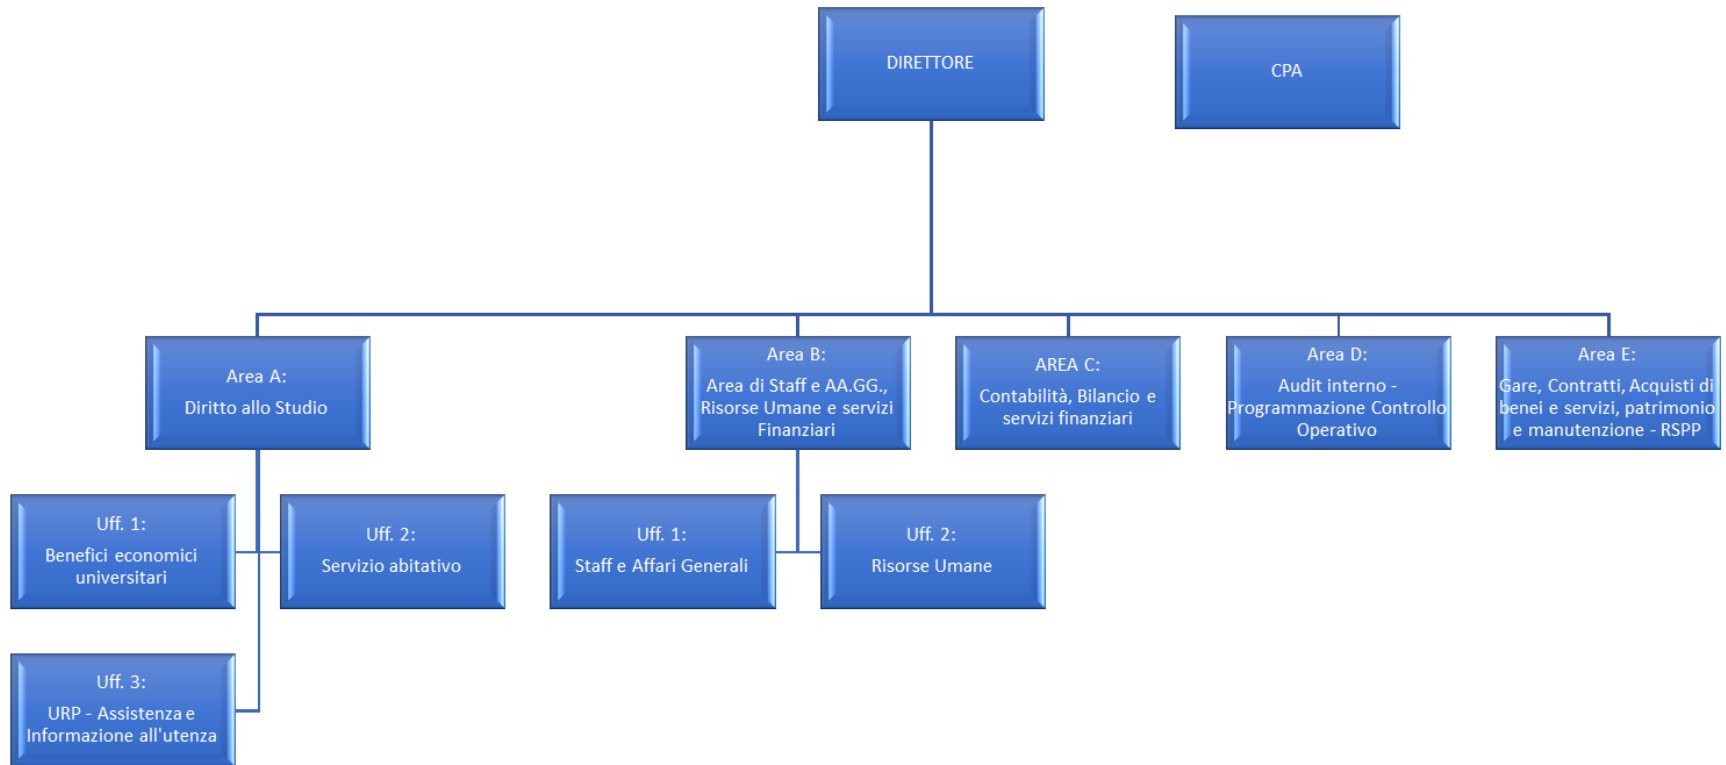 DIRETTORE
CPA
Area A:
Diritto allo Studio
Area B:
Area di Staff e AA.GG.,
Risorse Umane e servizi
Finanziari
AREA C:
Contabilità, Bilancio e
servizi finanziari
Area D:
Audit interno -
Programmazione Controllo
Operativo
Area E:
Gare, Contratti, Acquisti di
benei e servizi, patrimonio
e manutenzione - RSPP
Uff. 1:
Benefici economici
universitari
Uff. 2:
Servizio abitativo
Uff. 1:
Staff e Affari Generali
Uff. 2:
Risorse Umane
Uff. 3:
URP - Assistenza e
Informazione all'utenza